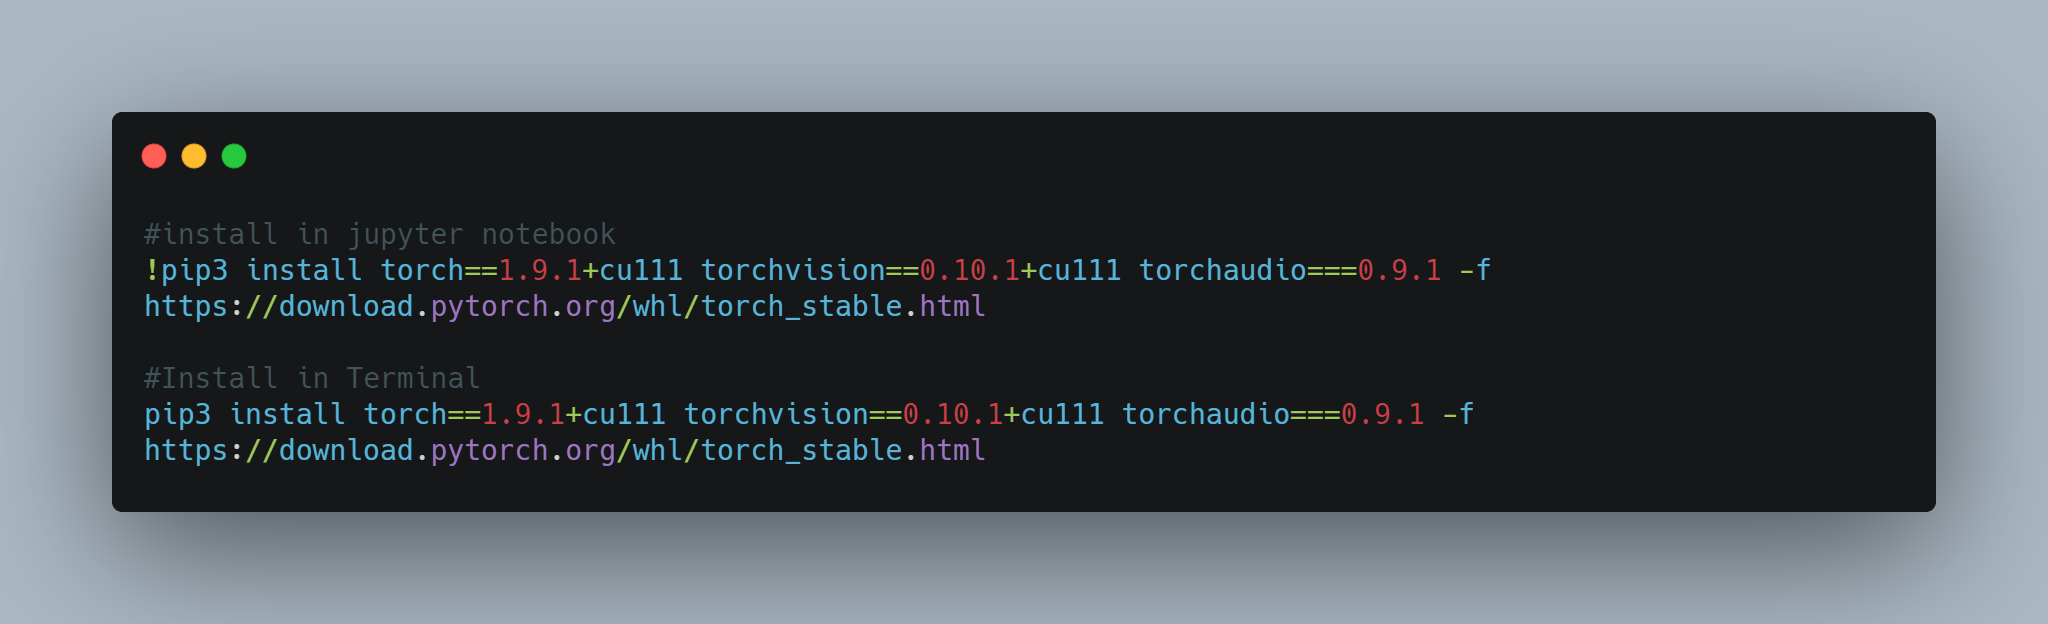 #install in jupyter notebook
!pip3 install torch==1.9.1+cu111 torchvision==0.10.1+cu111 torchaudio===0.9.1 -f
https://download.pytorch.org/whl/torch_stable.html
#Install in Terminal
pip3 install torch==1.9.1+cu111 torchvision==0.10.1+cu111 torchaudio===0.9.1 -f
https://download.pytorch.org/whl/torch_stable.html